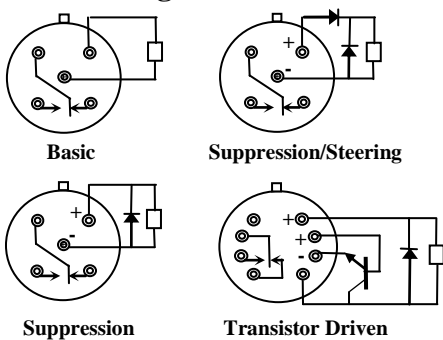 +
-
Basic
Suppression/Steering
+
-
+
+
-
Suppression
Transistor Driven